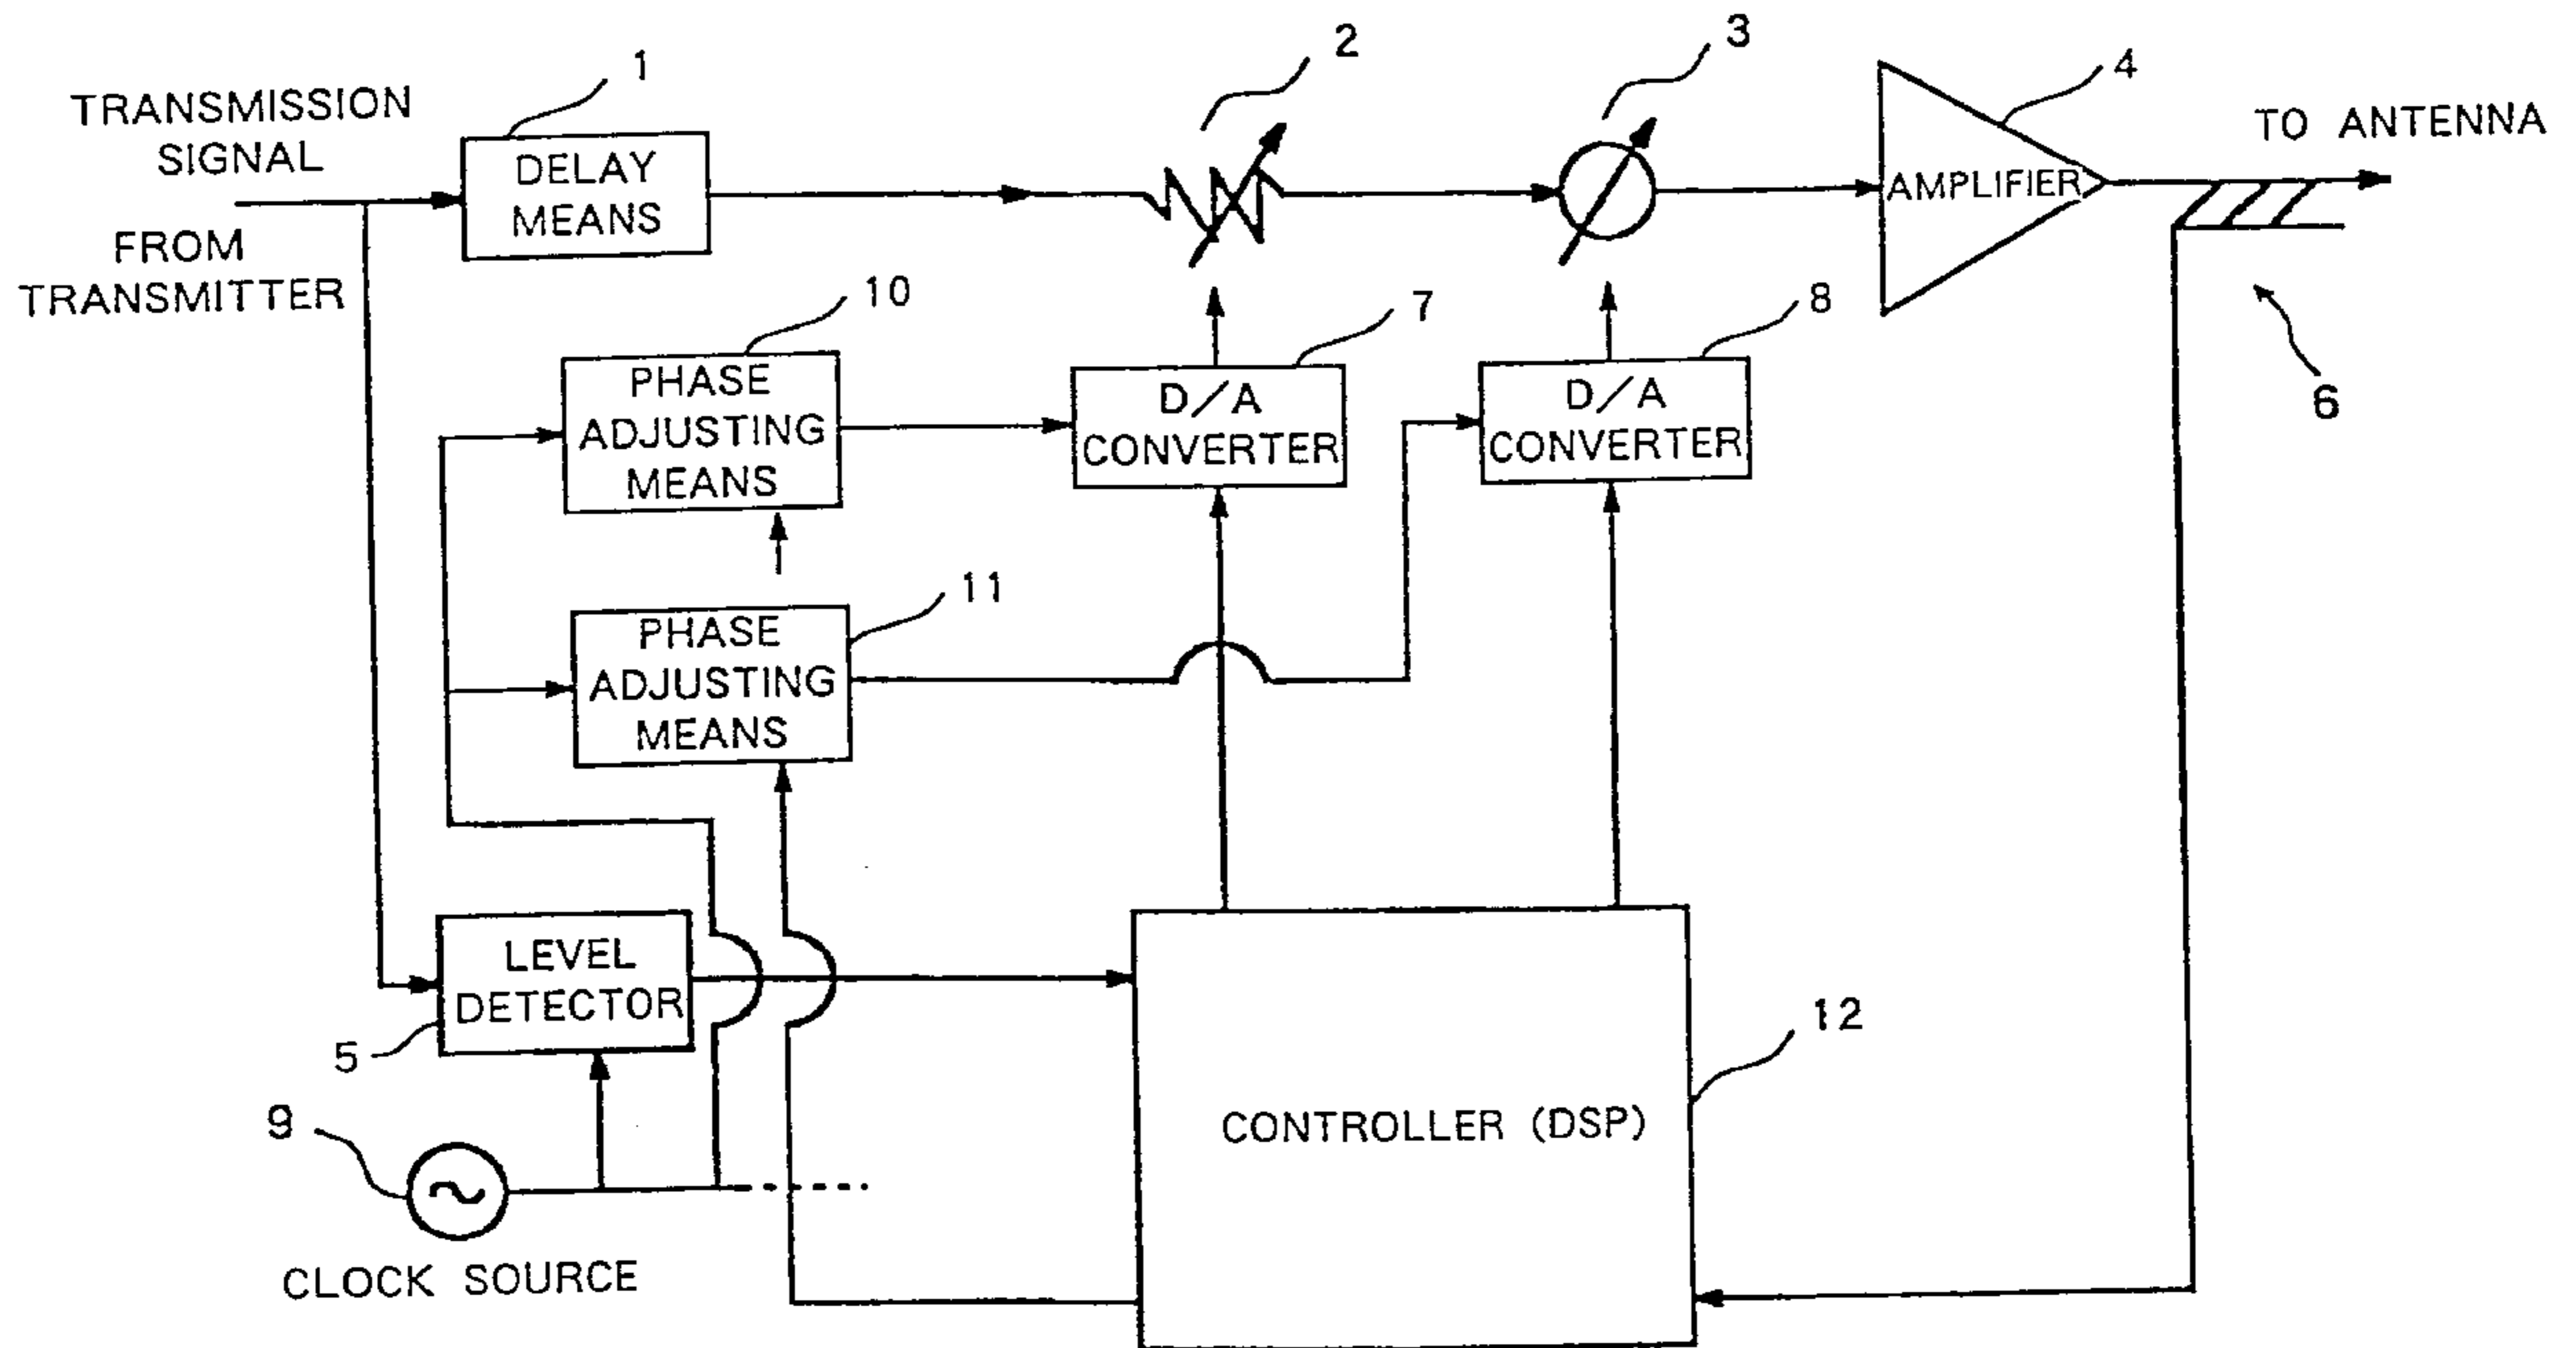 1
2
3
4
TRANSMISSION
SIGNAL
DELAY
MEANS
AMPLIFIER
TO ANTENNA
FROM
TRANSMITTER
10
7
8
6
PHASE
ADJUSTING
MEANS
D/A
CONVERTER
D/A
CONVERTER
11
PHASE
ADJUSTING
MEANS
LEVEL
DETECTOR
5
12
9
CONTROLLER (DSP)
CLOCK SOURCE